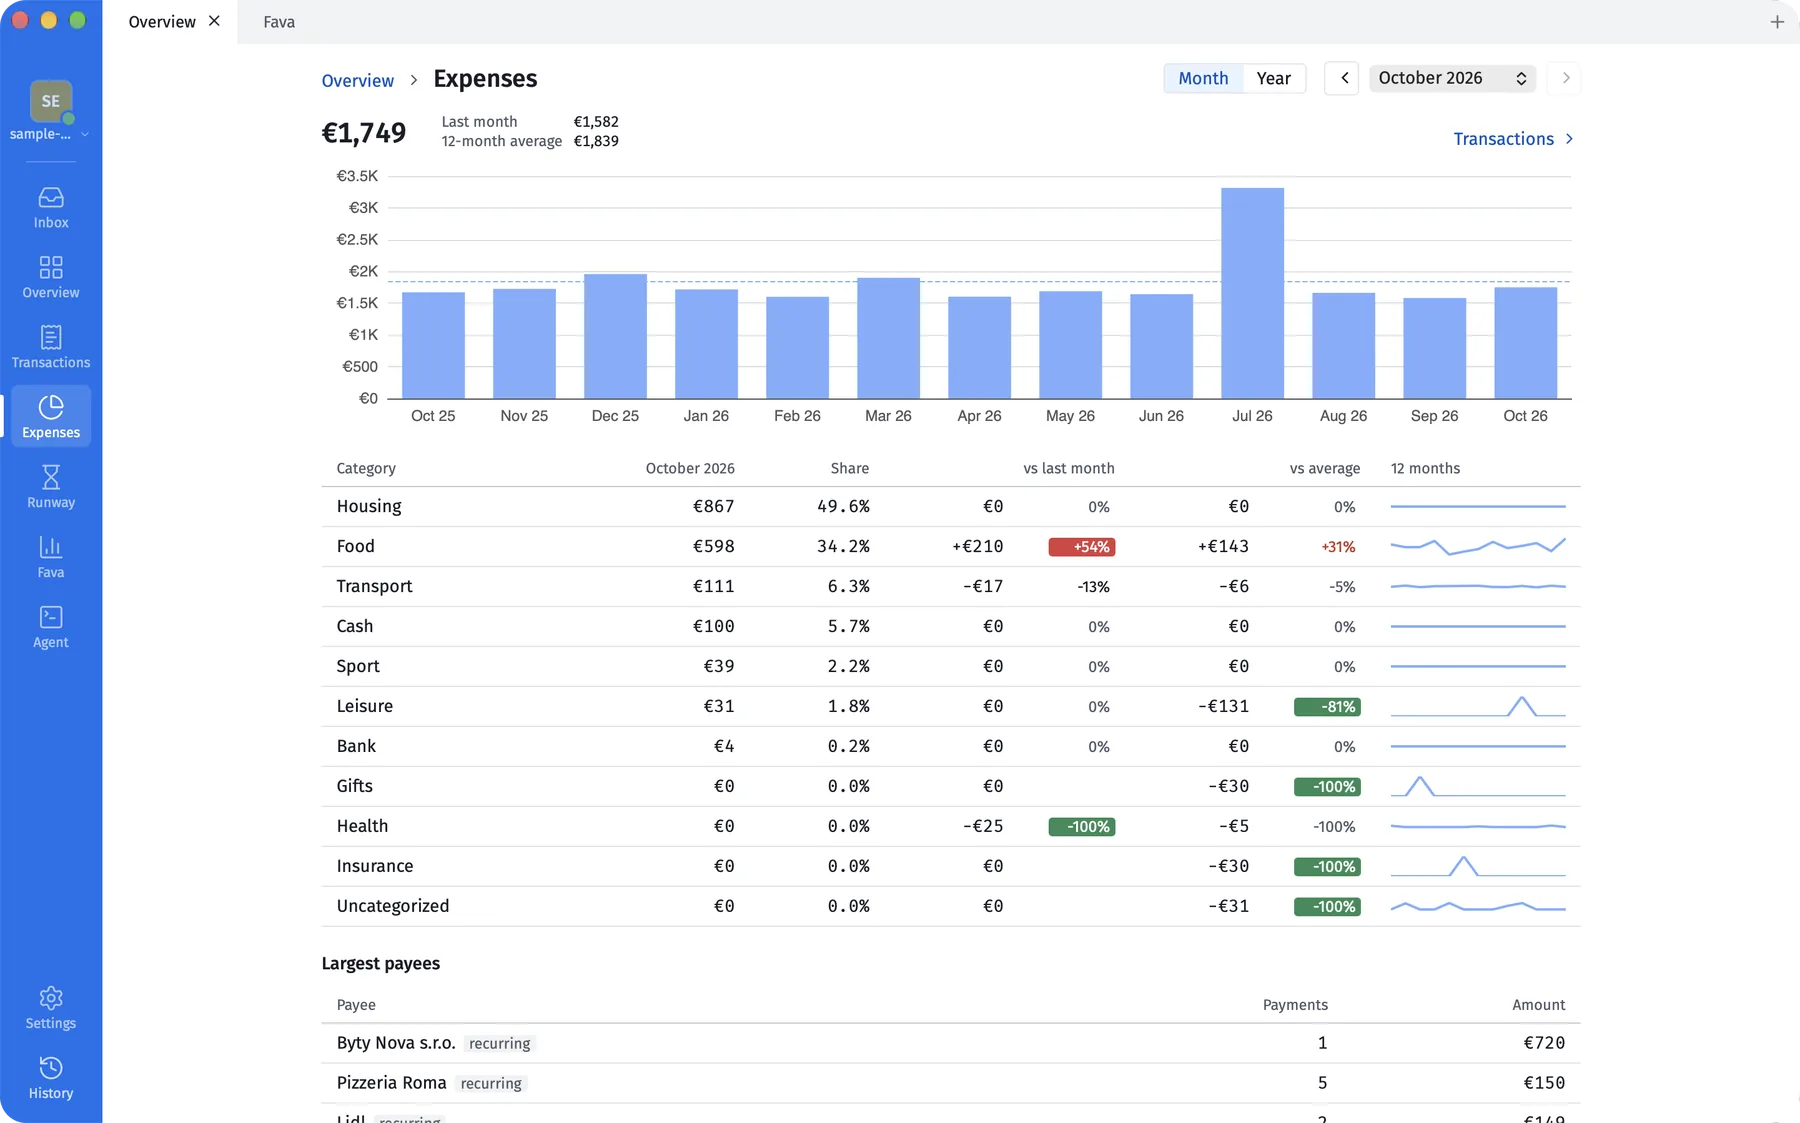 Overview
Fava
SE
sample-...
Inbox
Overview
Transactions
Expenses
Runway
Fava
Agent
Settings
History
Overview > Expenses
Month Year
October 2026
€1,749
Last month €1,582
12-month average €1,839
Transactions
€3.5K
€3K
€2.5K
€2K
€1.5K
€1K
€500
€0
Oct 25 Nov 25 Dec 25 Jan 26 Feb 26 Mar 26 Apr 26 May 26 Jun 26 Jul 26 Aug 26 Sep 26 Oct 26
Category October 2026 Share vs last month vs average 12 months
Housing €867 49.6% €0 0% €0 0%
Food €598 34.2% +€210 +54% +€143 +31%
Transport €111 6.3% −€17 -13% −€6 -5%
Cash €100 5.7% €0 0% €0 0%
Sport €39 2.2% €0 0% €0 0%
Leisure €31 1.8% €0 0% −€131 -81%
Bank €4 0.2% €0 0% €0 0%
Gifts €0 0.0% €0 −€30 -100%
Health €0 0.0% −€25 -100% −€5 -100%
Insurance €0 0.0% €0 −€30 -100%
Uncategorized €0 0.0% €0 −€31 -100%
Largest payees
Payee Payments Amount
Byty Nova s.r.o. recurring 1 €720
Pizzeria Roma recurring 5 €150
Lidl recurring 2 €149